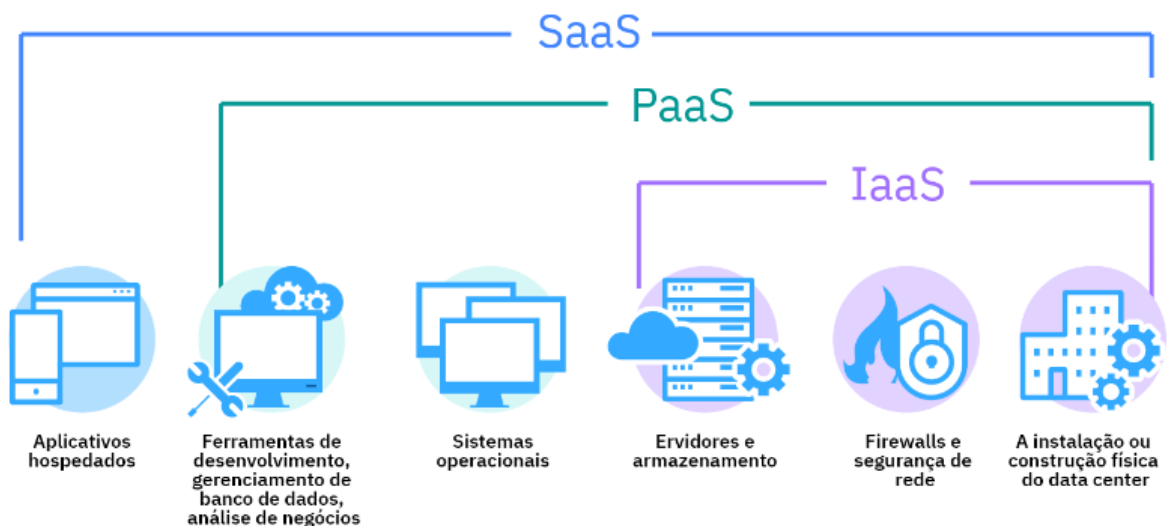 SaaS
PaaS
IaaS
Aplicativos
hospedados
Ferramentas de
desenvolvimento,
gerenciamento de
banco de dados,
análise de negócios
Sistemas
operacionais
Ervidores e
armazenamento
Firewalls e
segurança de
rede
A instalação ou
construção física
do data center